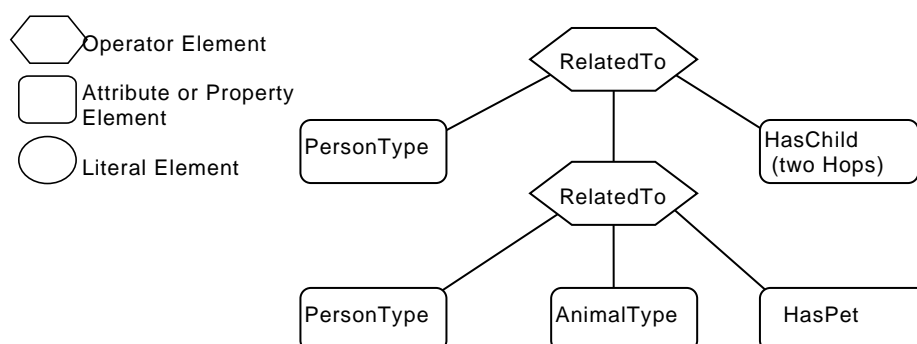 Operator Element
Attribute or Property
Element
Literal Element
RelatedTo
PersonType
HasChild
(two Hops)
RelatedTo
PersonType
AnimalType
HasPet